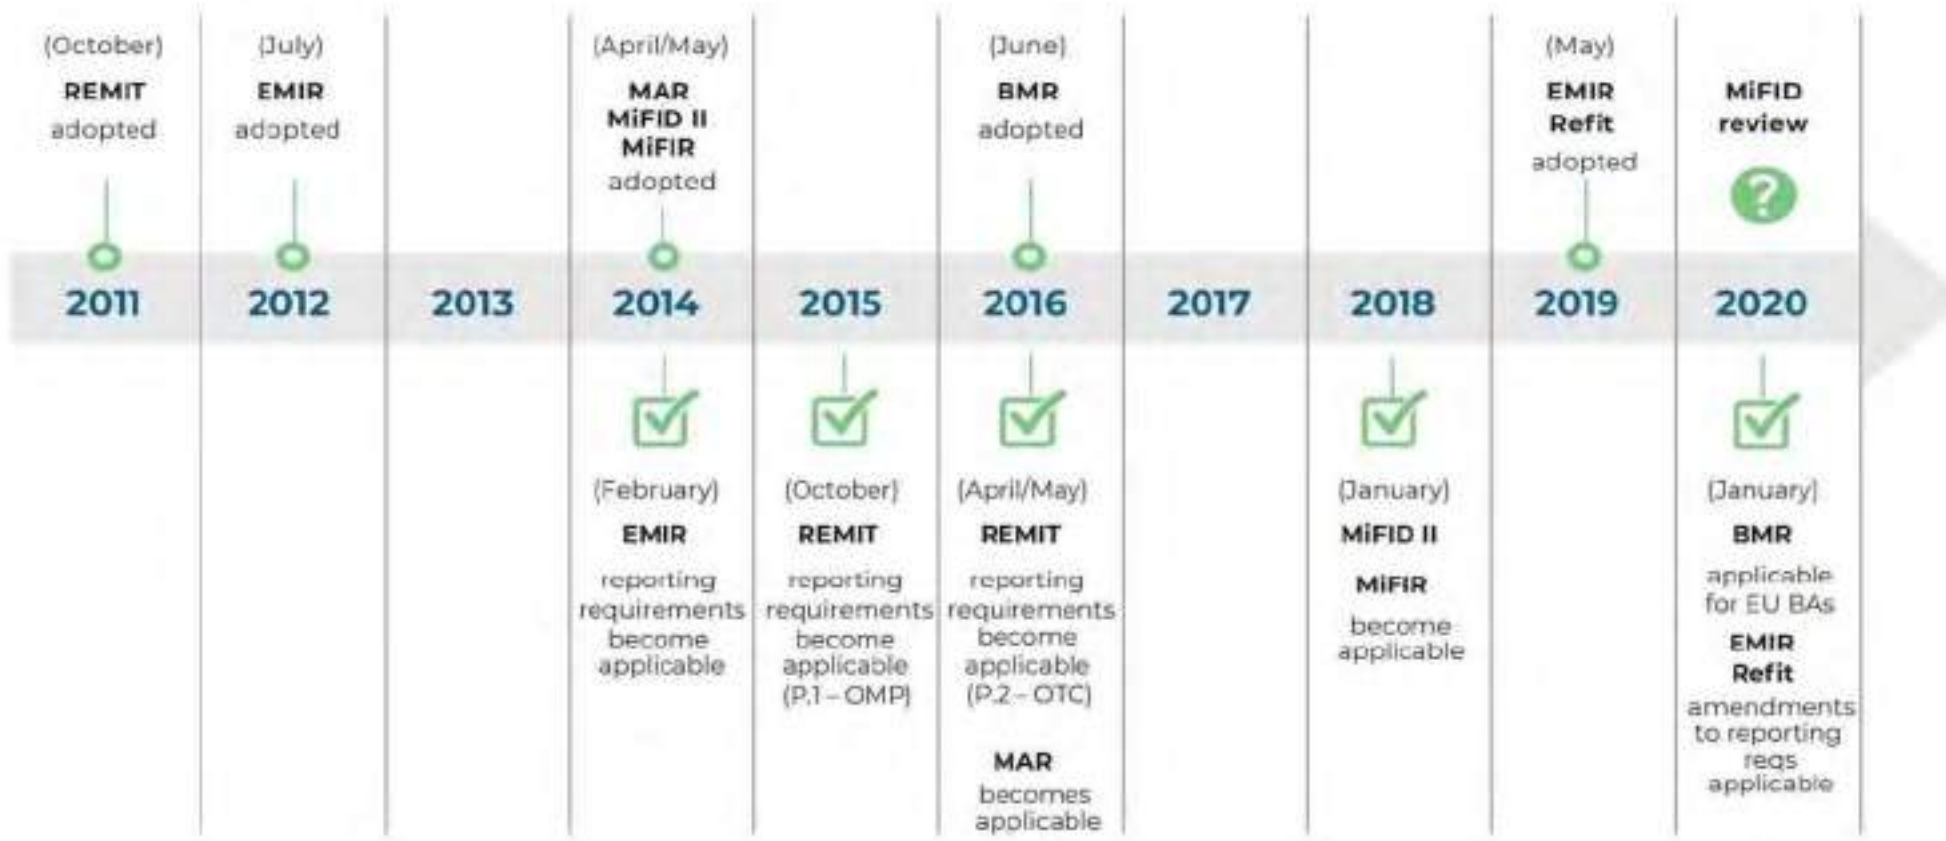 (October)
REMIT
adopted
(July)
EMIR
adopted
(April/May)
MAR
MiFID II
MiFIR
adopted
(June)
BMR
adopted
(May)
EMIR
Refit
adopted
MiFID
review
?
2011
2012
2013
2014
2015
2016
2017
2018
2019
2020
(February)
EMIR
reporting
requirements
become
applicable
(October)
REMIT
reporting
requirements
become
applicable
(P.1 – OMP)
(April/May)
REMIT
reporting
requirements
become
applicable
(P.2 – OTC)
MAR
becomes
applicable
(January)
MiFID II
MiFIR
become
applicable
(January)
BMR
applicable
for EU BAs
EMIR
Refit
amendments
to reporting
reqs
applicable